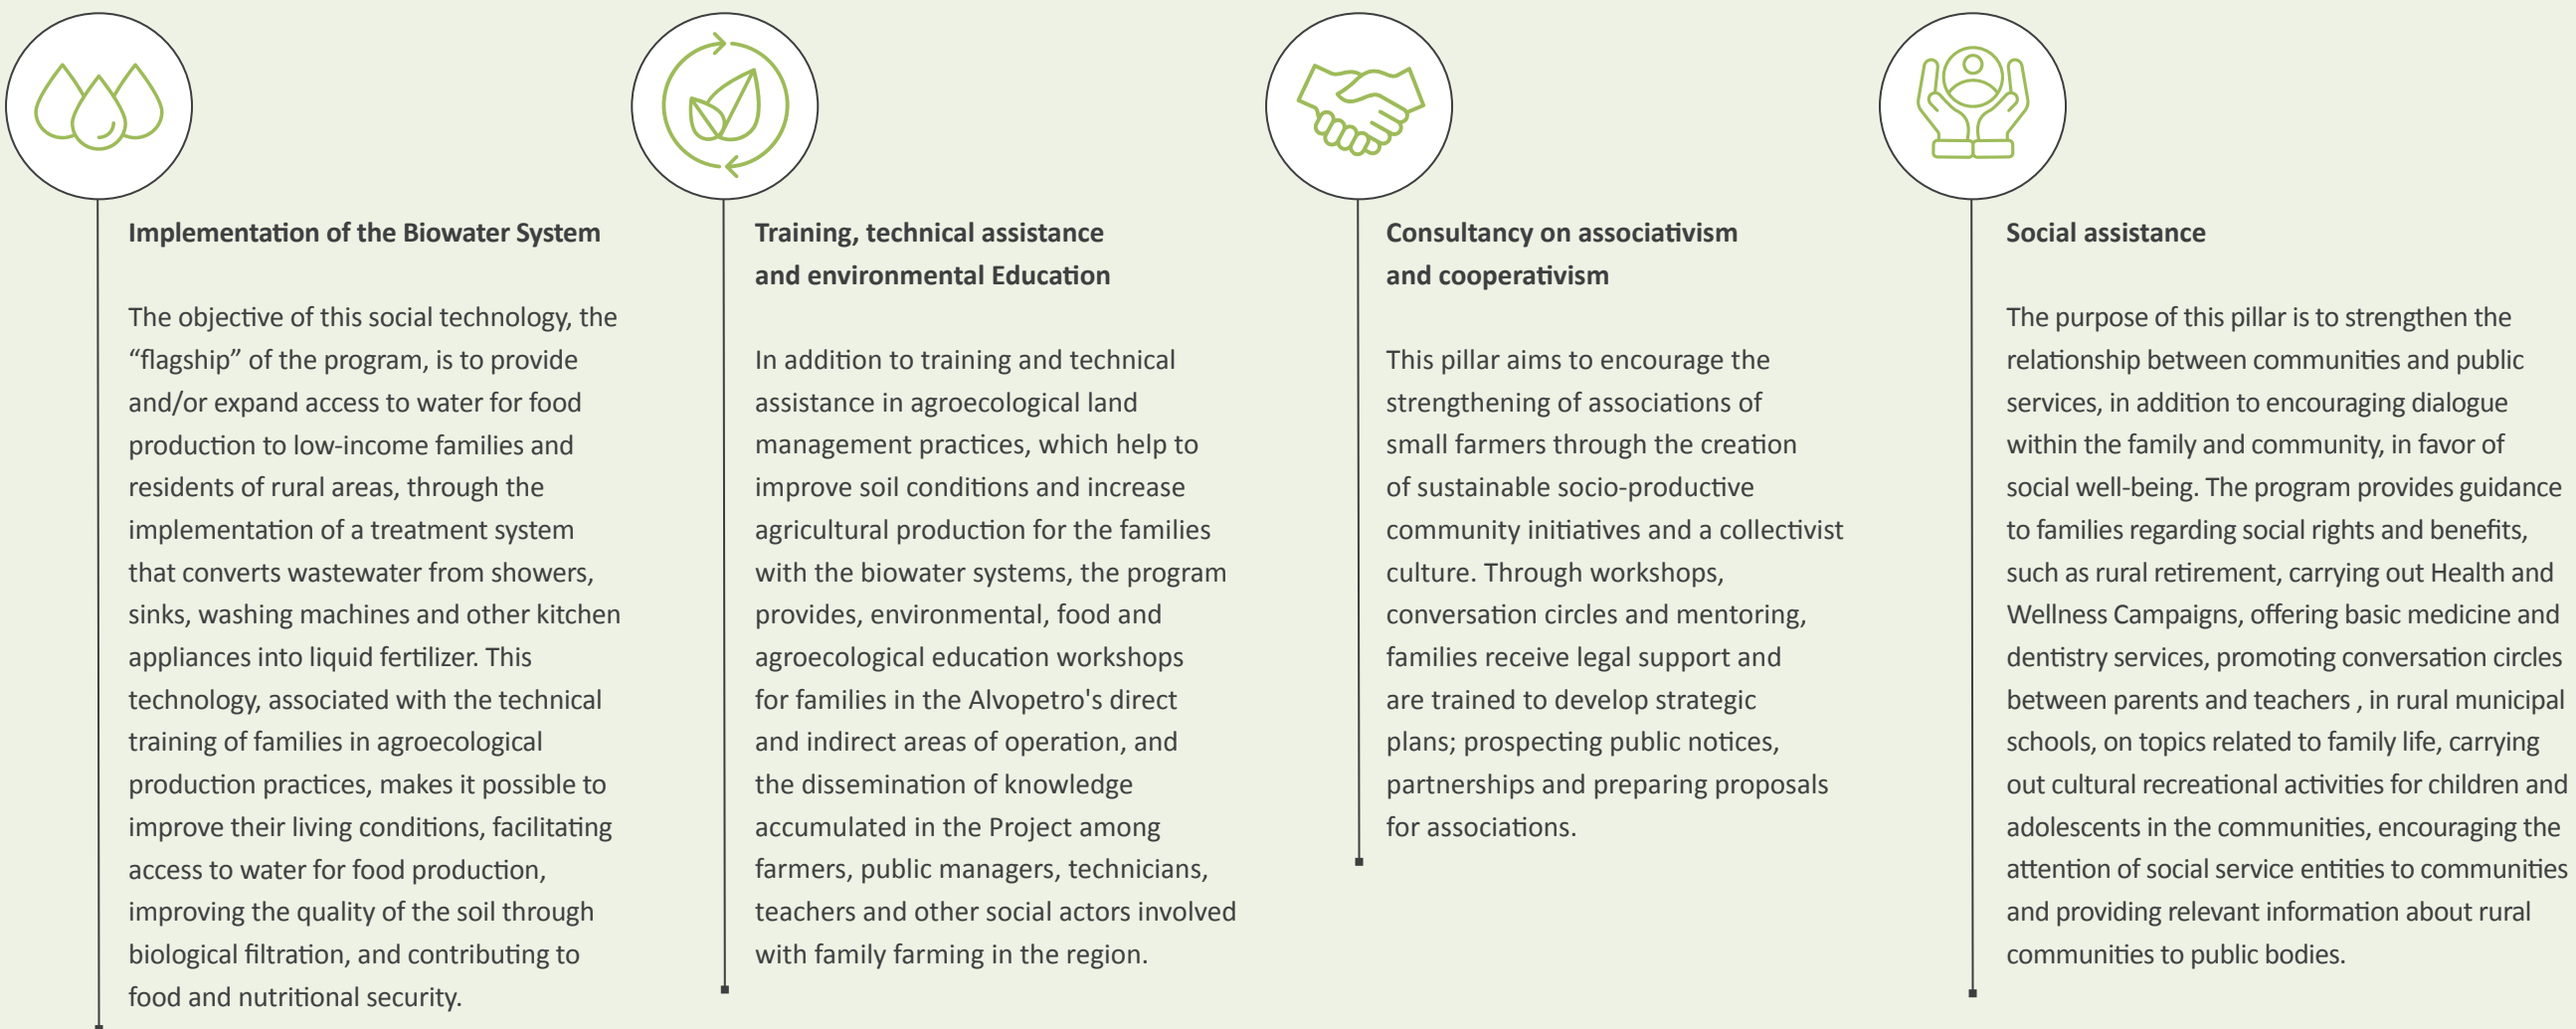 Implementation of the Biowater System
The objective of this social technology, the
“flagship” of the program, is to provide
and/or expand access to water for food
production to low-income families and
residents of rural areas, through the
implementation of a treatment system
that converts wastewater from showers,
sinks, washing machines and other kitchen
appliances into liquid fertilizer. This
technology, associated with the technical
training of families in agroecological
production practices, makes it possible to
improve their living conditions, facilitating
access to water for food production,
improving the quality of the soil through
biological filtration, and contributing to
food and nutritional security.
Training, technical assistance
and environmental Education
In addition to training and technical
assistance in agroecological land
management practices, which help to
improve soil conditions and increase
agricultural production for the families
with the biowater systems, the program
provides, environmental, food and
agroecological education workshops
for families in the Alvopetro's direct
and indirect areas of operation, and
the dissemination of knowledge
accumulated in the Project among
farmers, public managers, technicians,
teachers and other social actors involved
with family farming in the region.
Consultancy on associativism
and cooperativism
This pillar aims to encourage the
strengthening of associations of
small farmers through the creation
of sustainable socio-productive
community initiatives and a collectivist
culture. Through workshops,
conversation circles and mentoring,
families receive legal support and
are trained to develop strategic
plans; prospecting public notices,
partnerships and preparing proposals
for associations.
Social assistance
The purpose of this pillar is to strengthen the
relationship between communities and public
services, in addition to encouraging dialogue
within the family and community, in favor of
social well-being. The program provides guidance
to families regarding social rights and benefits,
such as rural retirement, carrying out Health and
Wellness Campaigns, offering basic medicine and
dentistry services, promoting conversation circles
between parents and teachers , in rural municipal
schools, on topics related to family life, carrying
out cultural recreational activities for children and
adolescents in the communities, encouraging the
attention of social service entities to communities
and providing relevant information about rural
communities to public bodies.